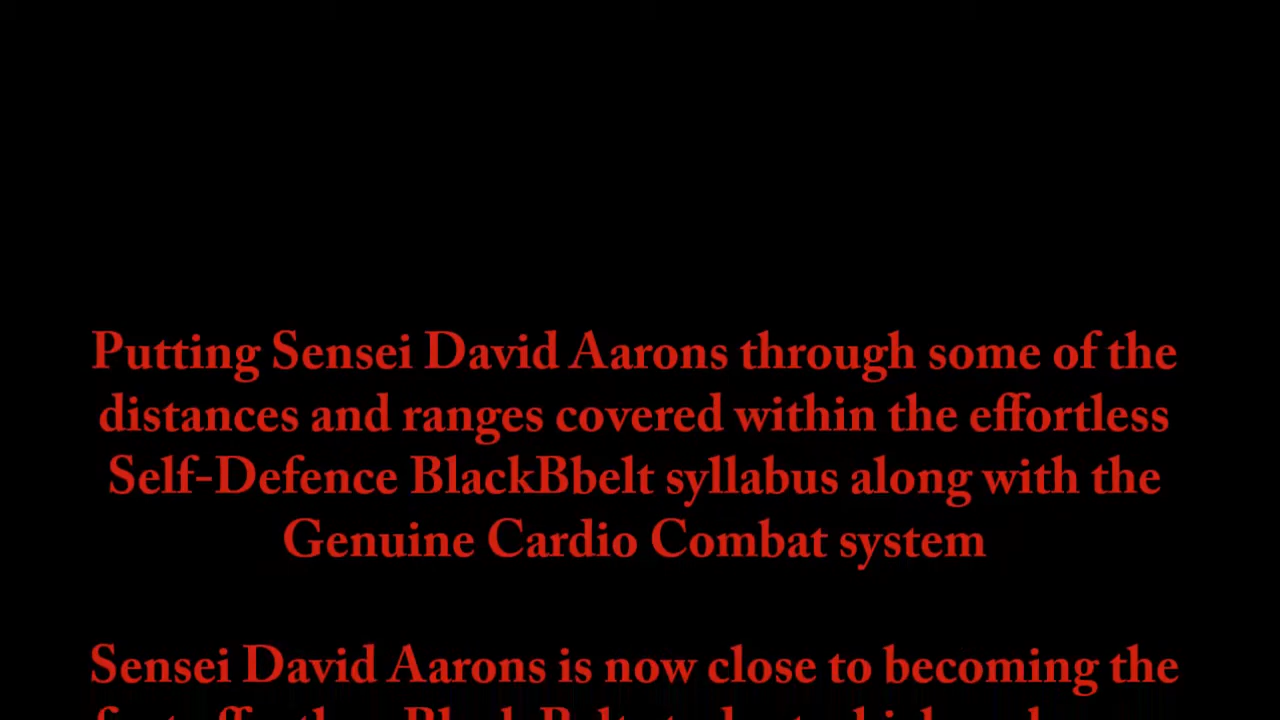 Putting Sensei David Aarons through some of the
distances and ranges covered within the effortless
Self-Defence BlackBbelt syllabus along with the
Genuine Cardio Combat system
Sensei David Aarons is now close to becoming the